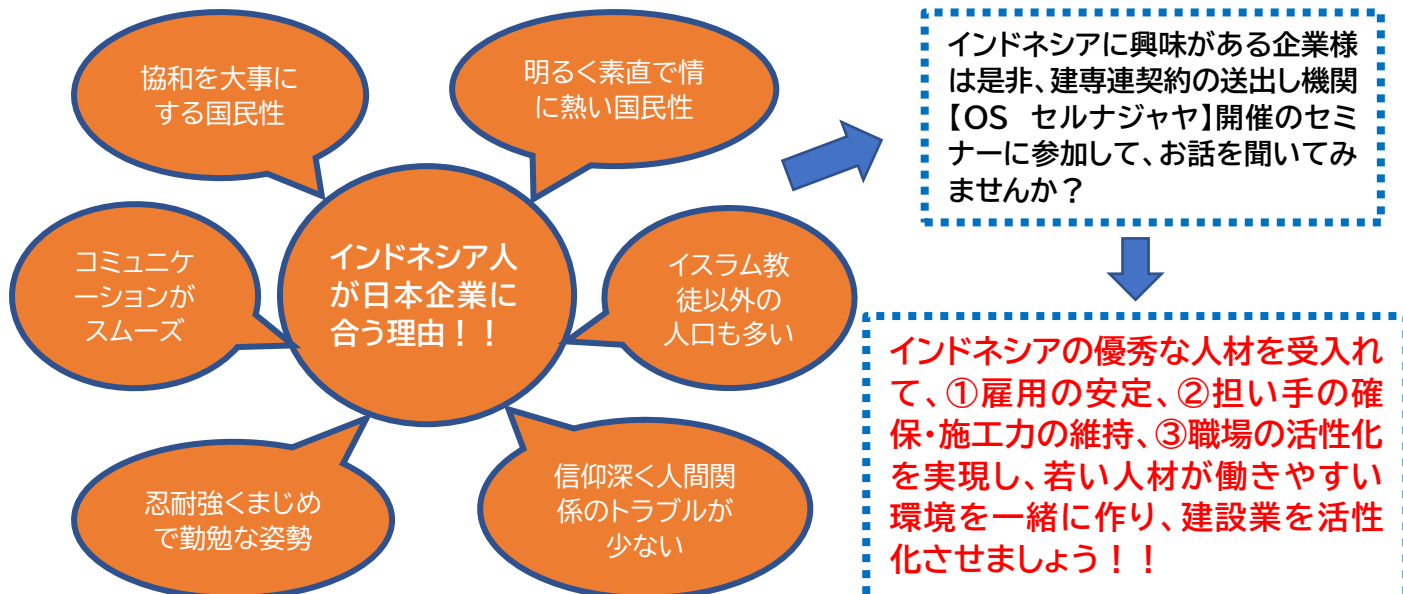 協和を大事に
する国民性
明るく素直で情
に熱い国民性
コミュニケ
ーションが
スムーズ
インドネシア人
が日本企業に
合う理由！！
イスラム教
徒以外の
人口も多い
忍耐強くまじめ
で勤勉な姿勢
信仰深く人間関
係のトラブルが
少ない
インドネシアに興味がある企業様
は是非、建専連契約の送出し機関
【OS　セルナジャヤ】開催のセミ
ナーに参加して、お話を聞いてみ
ませんか？
インドネシアの優秀な人材を受入れ
て、①雇用の安定、②担い手の確
保・施工力の維持、③職場の活性化
を実現し、若い人材が働きやすい
環境を一緒に作り、建設業を活性
化させましょう！！